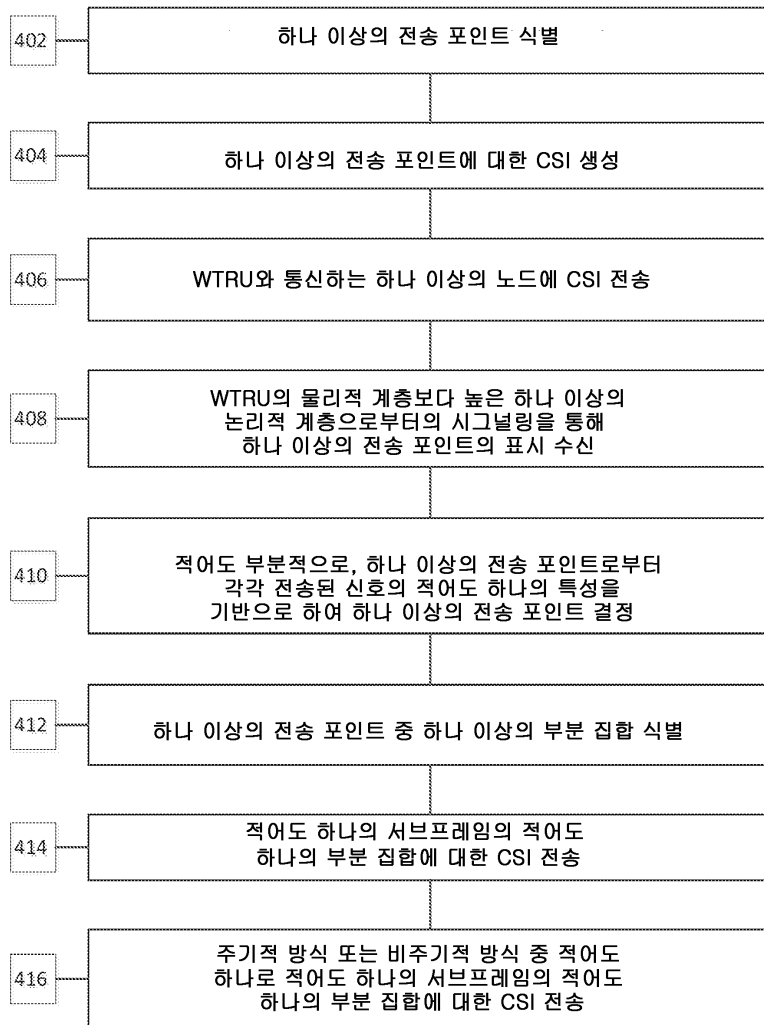 402
하나 이상의 전송 포인트 식별
404
하나 이상의 전송 포인트에 대한 CSI 생성
406
WTRU와 통신하는 하나 이상의 노드에 CSI 전송
408
WTRU의 물리적 계층보다 높은 하나 이상의
논리적 계층으로부터의 시그널링을 통해
하나 이상의 전송 포인트의 표시 수신
410
적어도 부분적으로, 하나 이상의 전송 포인트로부터
각각 전송된 신호의 적어도 하나의 특성을
기반으로 하여 하나 이상의 전송 포인트 결정
412
하나 이상의 전송 포인트 중 하나 이상의 부분 집합 식별
414
적어도 하나의 서브프레임의 적어도
하나의 부분 집합에 대한 CSI 전송
416
주기적 방식 또는 비주기적 방식 중 적어도
하나로 적어도 하나의 서브프레임의 적어도
하나의 부분 집합에 대한 CSI 전송